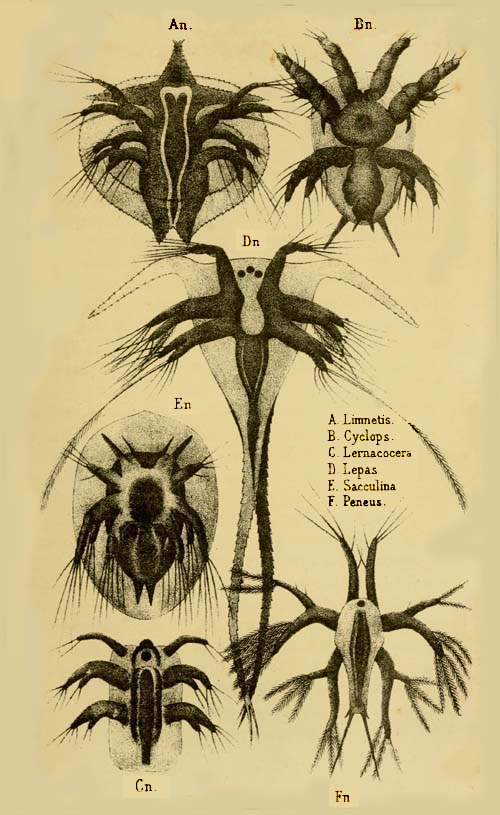 An. Bn.
Dn
En
A. Limnetis.
B. Cyclops.
C. Lernacocera
D. Lepas
E. Sacculina
F. Peneus.
Cn.
Fn